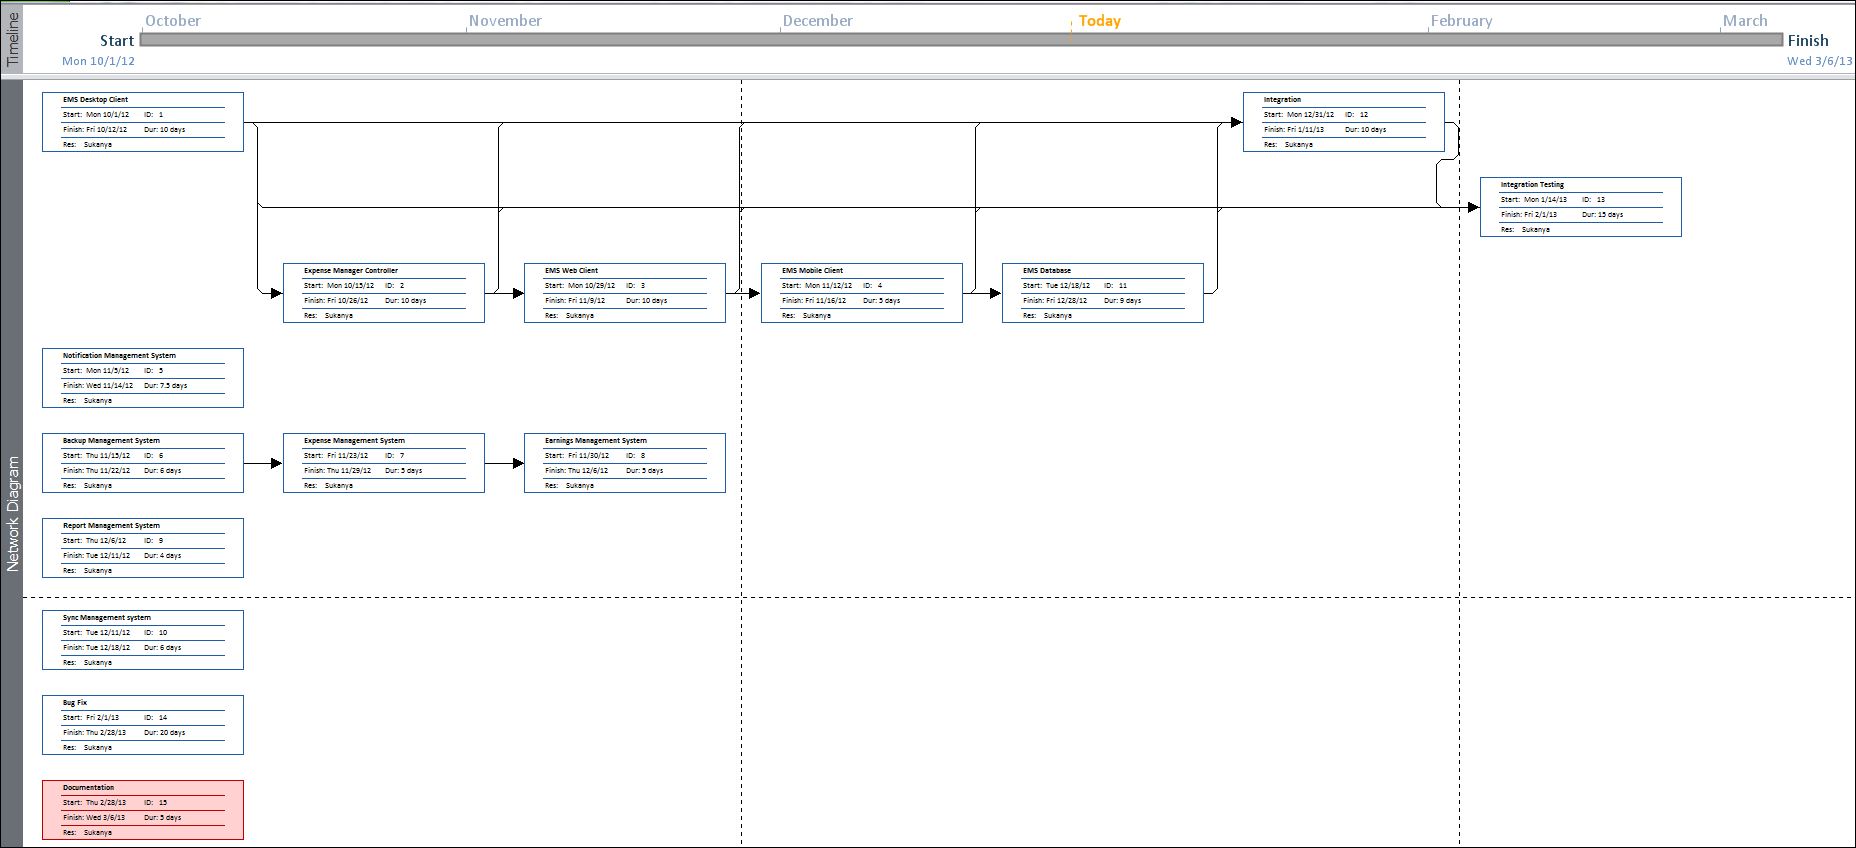 Timeline
October November December Today February March
Start Finish
Mon 10/1/12 Wed 3/6/13
Network Diagram
EMS Desktop Client
Start: Mon 10/1/12 ID: 1
Finish: Fri 10/12/12 Dur: 10 days
Res: Sukanya
Integration
Start: Mon 12/31/12 ID: 12
Finish: Fri 1/11/13 Dur: 10 days
Res: Sukanya
Integration Testing
Start: Mon 1/14/13 ID: 13
Finish: Fri 2/1/13 Dur: 15 days
Res: Sukanya
Expense Manager Controller
Start: Mon 10/15/12 ID: 2
Finish: Fri 10/26/12 Dur: 10 days
Res: Sukanya
EMS Web Client
Start: Mon 10/29/12 ID: 3
Finish: Fri 11/9/12 Dur: 10 days
Res: Sukanya
EMS Mobile Client
Start: Mon 11/12/12 ID: 4
Finish: Fri 11/16/12 Dur: 5 days
Res: Sukanya
EMS Database
Start: Tue 12/18/12 ID: 11
Finish: Fri 12/28/12 Dur: 9 days
Res: Sukanya
Notification Management System
Start: Mon 11/5/12 ID: 5
Finish: Wed 11/14/12 Dur: 7.5 days
Res: Sukanya
Backup Management System
Start: Thu 11/15/12 ID: 6
Finish: Thu 11/22/12 Dur: 6 days
Res: Sukanya
Expense Management System
Start: Fri 11/23/12 ID: 7
Finish: Thu 11/29/12 Dur: 5 days
Res: Sukanya
Earnings Management System
Start: Fri 11/30/12 ID: 8
Finish: Thu 12/6/12 Dur: 5 days
Res: Sukanya
Report Management System
Start: Thu 12/6/12 ID: 9
Finish: Tue 12/11/12 Dur: 4 days
Res: Sukanya
Sync Management system
Start: Tue 12/11/12 ID: 10
Finish: Tue 12/18/12 Dur: 6 days
Res: Sukanya
Bug Fix
Start: Fri 2/1/13 ID: 14
Finish: Thu 2/28/13 Dur: 20 days
Res: Sukanya
Documentation
Start: Thu 2/28/13 ID: 15
Finish: Wed 3/6/13 Dur: 5 days
Res: Sukanya